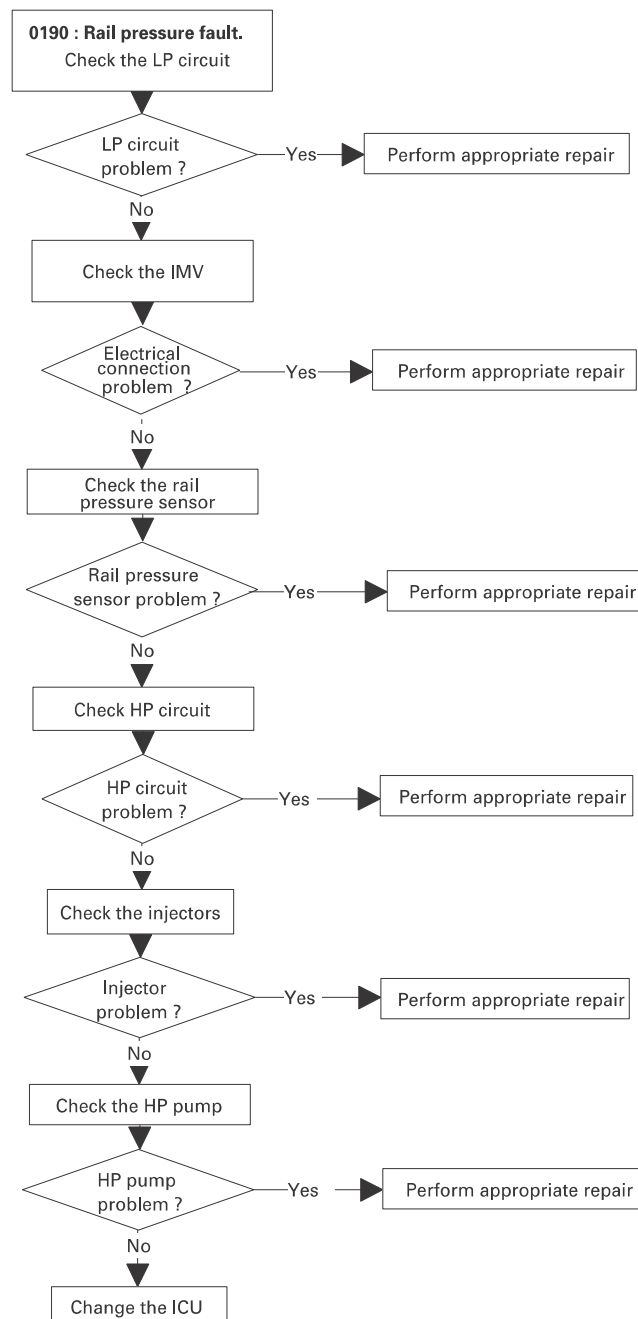 0190 : Rail pressure fault.
Check the LP circuit
LP circuit
problem ?
Yes
Perform appropriate repair
No
Check the IMV
Electrical
connection
problem ?
Yes
Perform appropriate repair
No
Check the rail
pressure sensor
Rail pressure
sensor problem ?
Yes
Perform appropriate repair
No
Check HP circuit
HP circuit
problem ?
Yes
Perform appropriate repair
No
Check the injectors
Injector
problem ?
Yes
Perform appropriate repair
No
Check the HP pump
HP pump
problem ?
Yes
Perform appropriate repair
No
Change the ICU